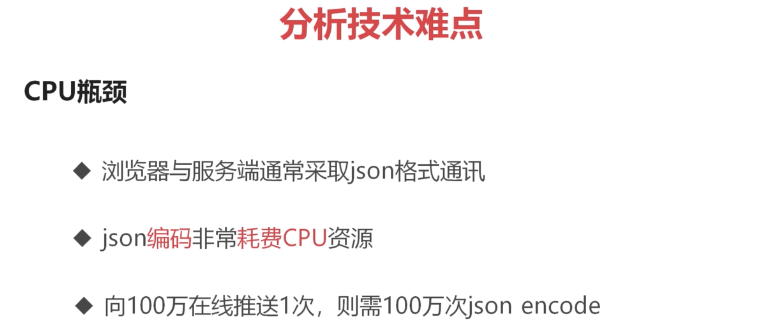 分析技术难点
CPU瓶颈
◆ 浏览器与服务端通常采取json格式通讯
◆ json编码非常耗费CPU资源
◆ 向100万在线推送1次，则需100万次json encode